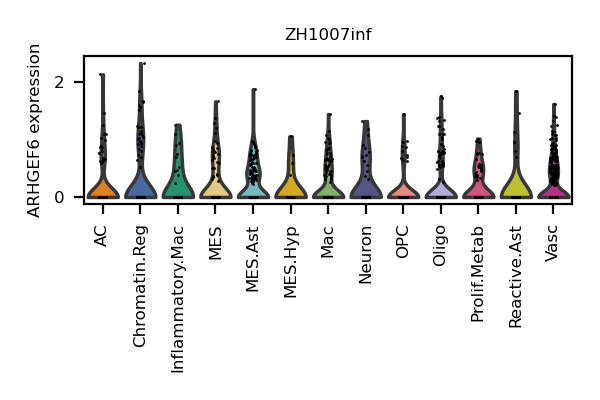 ZH1007inf
ARHGEF6 expression
2
0
AC
Chromatin.Reg
Inflammatory.Mac
MES
MES.Ast
MES.Hyp
Mac
Neuron
OPC
Oligo
Prolif.Metab
Reactive.Ast
Vasc